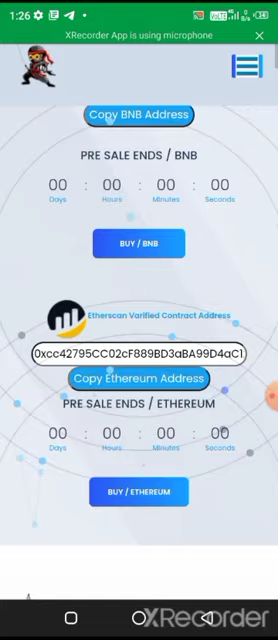 1:26
XRecorder App is using microphone
Copy BNB Address
PRE SALE ENDS / BNB
00 : 00 : 00 : 00
Days Hours Minutes Seconds
BUY / BNB
Etherscan Varified Contract Address
0xcc42795CC02cF889BD3aBA99D4aC1
Copy Ethereum Address
PRE SALE ENDS / ETHEREUM
00 : 00 : 00 : 00
Days Hours Minutes Seconds
BUY / ETHEREUM
XRecorder